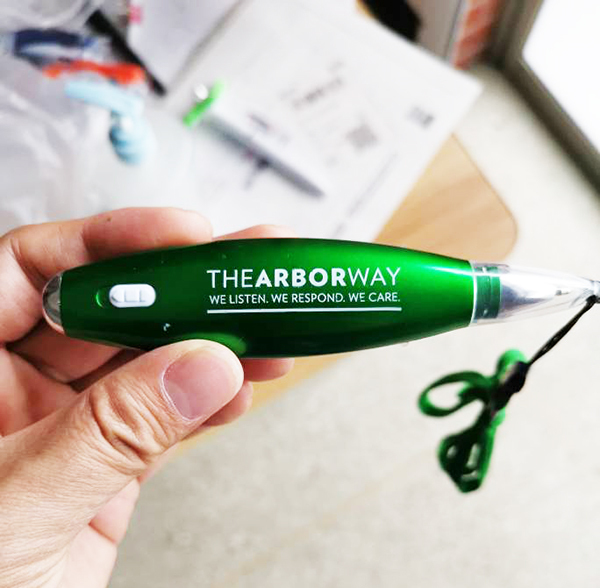 THEARBORWAY
WE LISTEN. WE RESPOND. WE CARE.